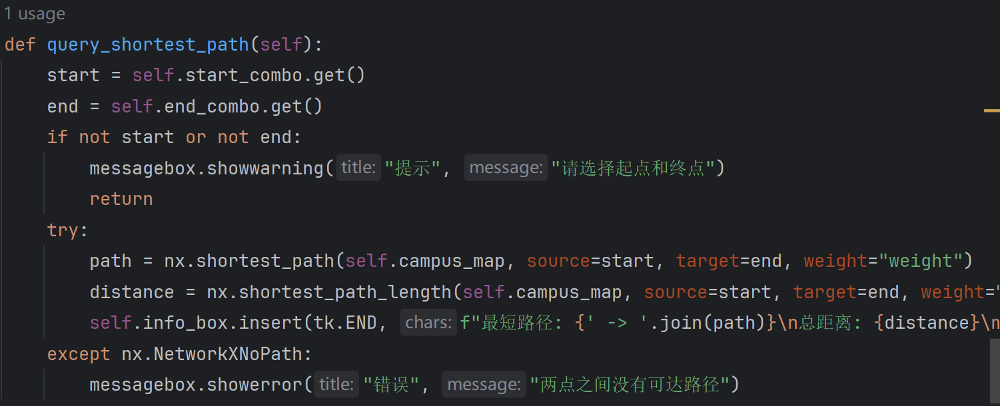 1 usage
def query_shortest_path(self):
    start = self.start_combo.get()
    end = self.end_combo.get()
    if not start or not end:
        messagebox.showwarning( title: "提示", message: "请选择起点和终点")
        return
    try:
        path = nx.shortest_path(self.campus_map, source=start, target=end, weight="weight")
        distance = nx.shortest_path_length(self.campus_map, source=start, target=end, weight="
        self.info_box.insert(tk.END, chars: f"最短路径: {' -> '.join(path)}\n总距离: {distance}\n
    except nx.NetworkXNoPath:
        messagebox.showerror( title: "错误", message: "两点之间没有可达路径")